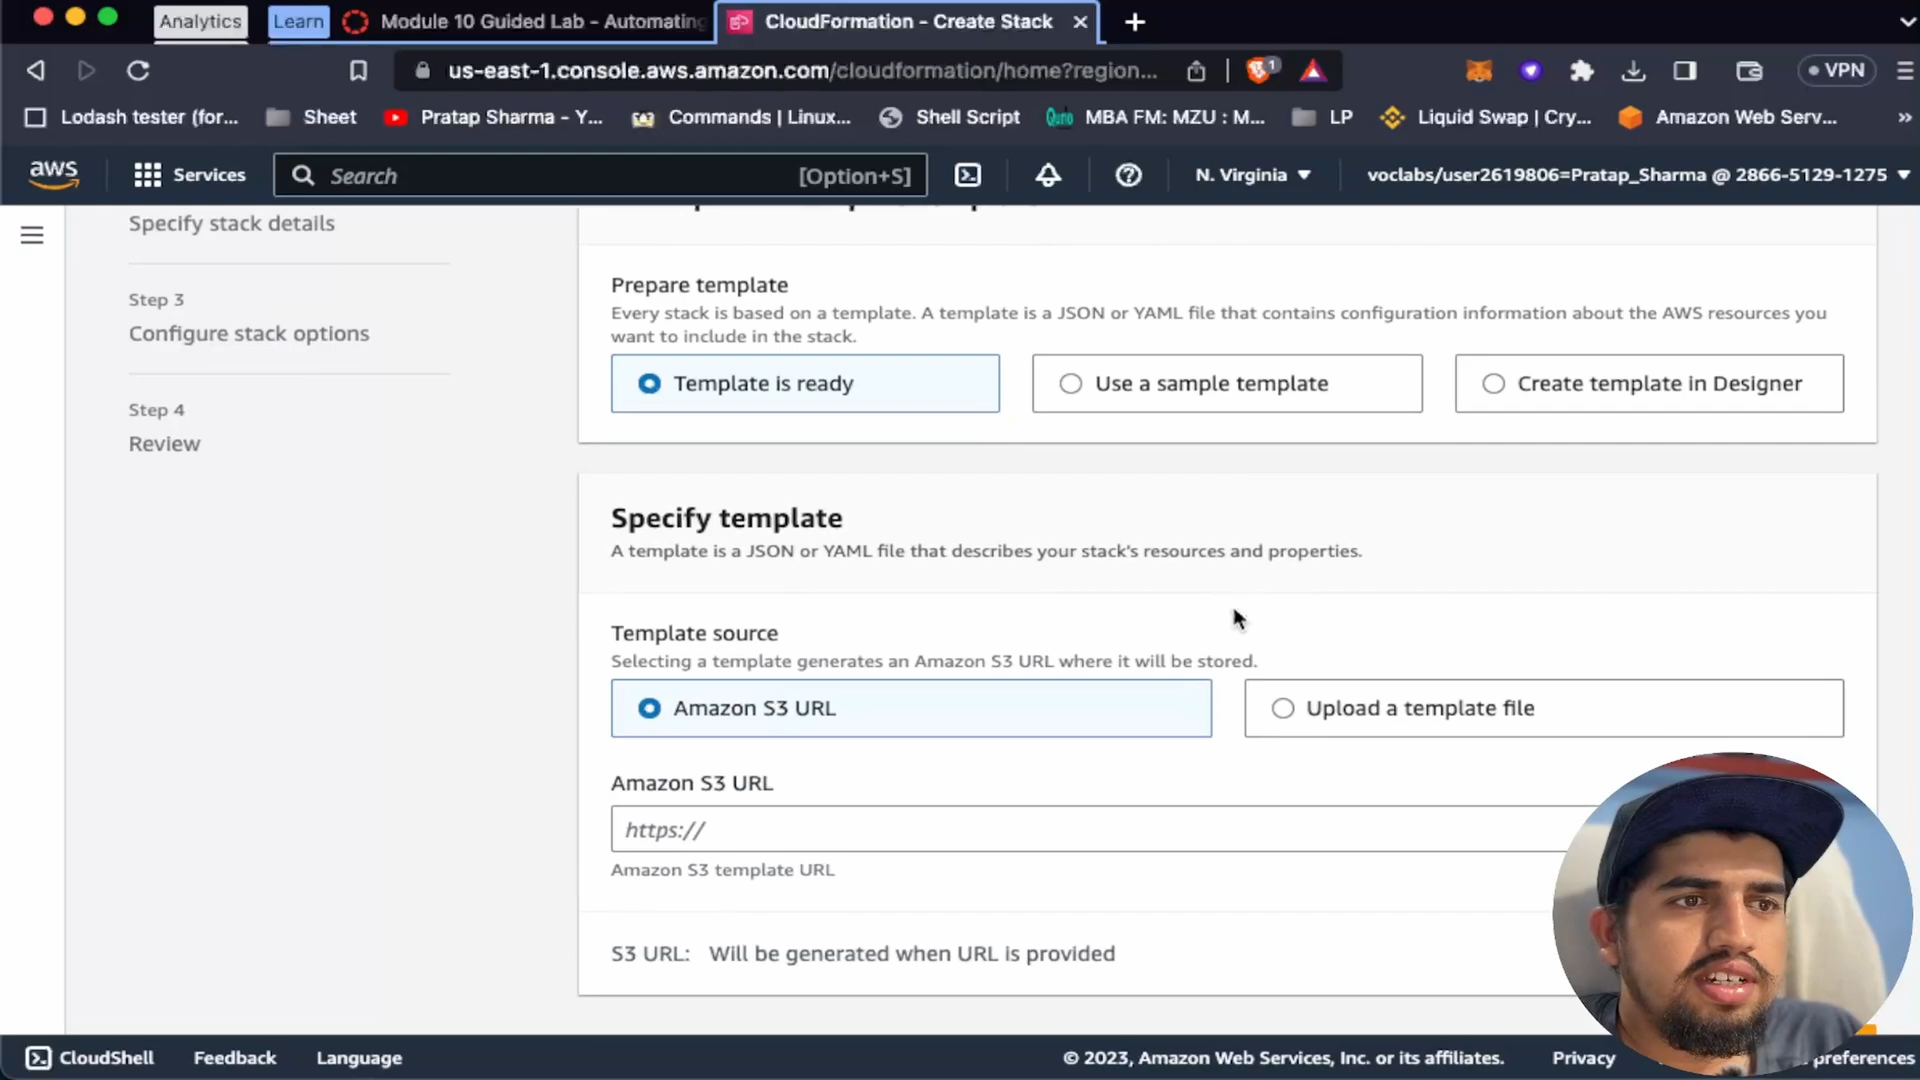 Analytics
Learn
Module 10 Guided Lab - Automating
CloudFormation - Create Stack
us-east-1.console.aws.amazon.com/cloudformation/home?region...
1
VPN
Lodash tester (for...
Sheet
Pratap Sharma - Y...
Commands | Linux...
Shell Script
MBA FM: MZU : M...
LP
Liquid Swap | Cry...
Amazon Web Serv...
aws
Services
Search
[Option+S]
N. Virginia
voclabs/user2619806=Pratap_Sharma @ 2866-5129-1275
Specify stack details
Step 3
Configure stack options
Step 4
Review
Prepare template
Every stack is based on a template. A template is a JSON or YAML file that contains configuration information about the AWS resources you
want to include in the stack.
Template is ready
Use a sample template
Create template in Designer
Specify template
A template is a JSON or YAML file that describes your stack's resources and properties.
Template source
Selecting a template generates an Amazon S3 URL where it will be stored.
Amazon S3 URL
Upload a template file
Amazon S3 URL
https://
Amazon S3 template URL
S3 URL: Will be generated when URL is provided
CloudShell
Feedback
Language
© 2023, Amazon Web Services, Inc. or its affiliates.
Privacy
preferences